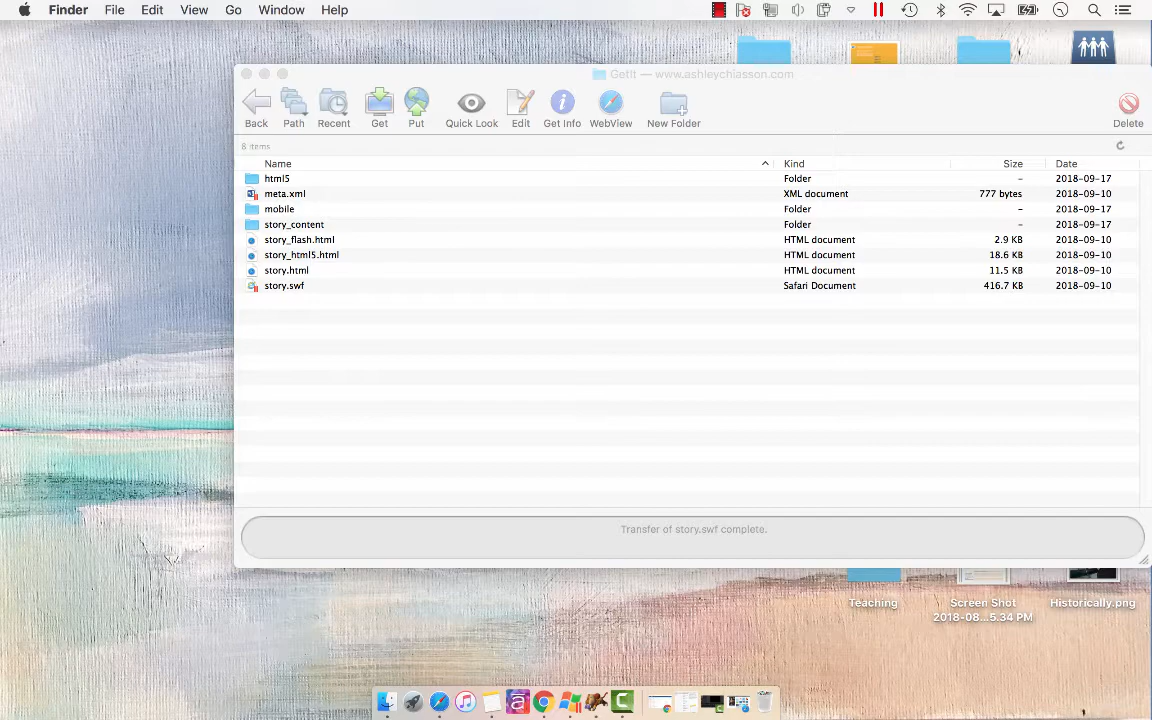 Finder File Edit View Go Window Help
GetIt — www.ashleychiasson.com
Back Path Recent Get Put Quick Look Edit Get Info WebView New Folder Delete
8 items
Name Kind Size Date
html5 Folder – 2018-09-17
meta.xml XML document 777 bytes 2018-09-10
mobile Folder – 2018-09-17
story_content Folder – 2018-09-17
story_flash.html HTML document 2.9 KB 2018-09-10
story_html5.html HTML document 18.6 KB 2018-09-10
story.html HTML document 11.5 KB 2018-09-10
story.swf Safari Document 416.7 KB 2018-09-10
Transfer of story.swf complete.
Teaching Screen Shot Historically.png
2018-08...5.34 PM